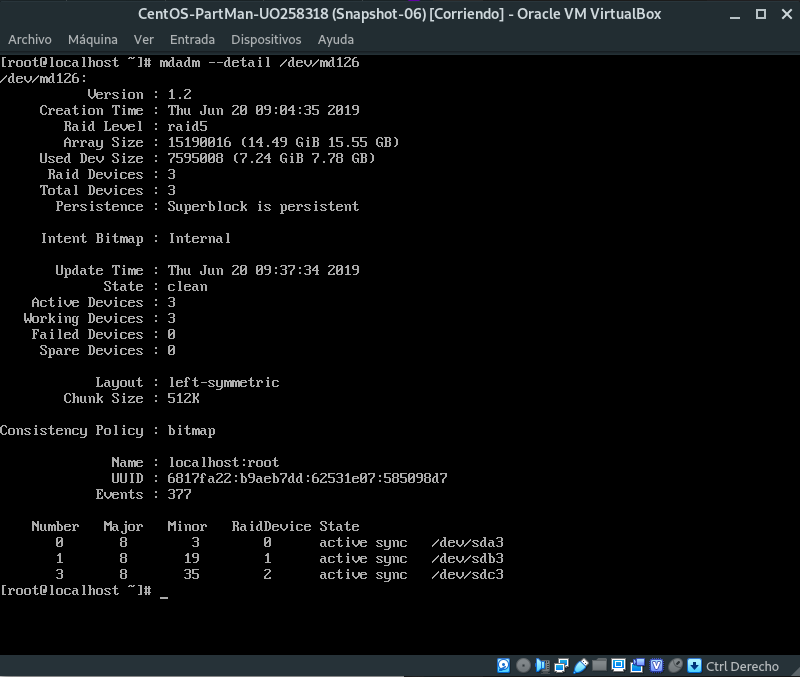 CentOS-PartMan-UO258318 (Snapshot-06) [Corriendo] - Oracle VM VirtualBox
Archivo Máquina Ver Entrada Dispositivos Ayuda
[root@localhost ~]# mdadm --detail /dev/md126
/dev/md126:
Version : 1.2
Creation Time : Thu Jun 20 09:04:35 2019
Raid Level : raid5
Array Size : 15190016 (14.49 GiB 15.55 GB)
Used Dev Size : 7595008 (7.24 GiB 7.78 GB)
Raid Devices : 3
Total Devices : 3
Persistence : Superblock is persistent
Intent Bitmap : Internal
Update Time : Thu Jun 20 09:37:34 2019
State : clean
Active Devices : 3
Working Devices : 3
Failed Devices : 0
Spare Devices : 0
Layout : left-symmetric
Chunk Size : 512K
Consistency Policy : bitmap
Name : localhost:root
UUID : 6817fa22:b9aeb7dd:62531e07:585098d7
Events : 377
Number Major Minor RaidDevice State
0 8 3 0 active sync /dev/sda3
1 8 19 1 active sync /dev/sdb3
3 8 35 2 active sync /dev/sdc3
[root@localhost ~]# _
Ctrl Derecho